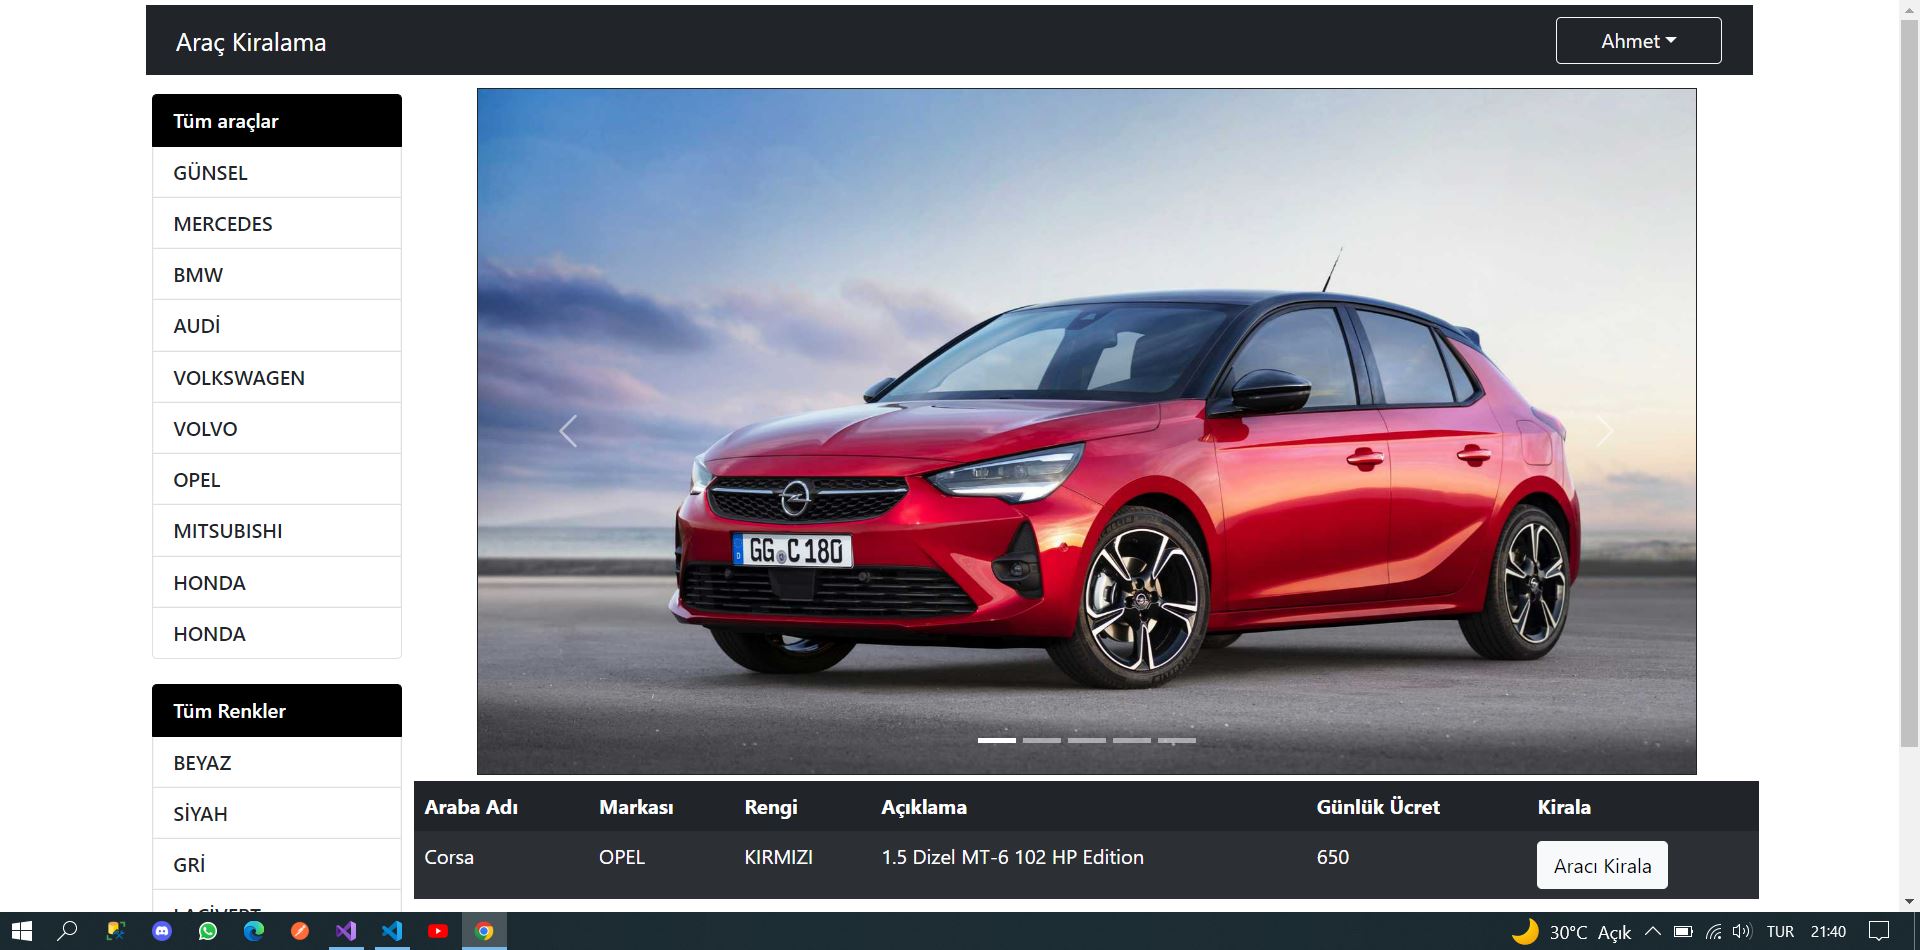 Araç Kiralama
Ahmet
Tüm araçlar
GÜNSEL
MERCEDES
BMW
AUDİ
VOLKSWAGEN
VOLVO
OPEL
MITSUBISHI
HONDA
HONDA
Tüm Renkler
BEYAZ
SİYAH
GRİ
LACİVERT
GG C 180
Araba Adı Markası Rengi Açıklama Günlük Ücret Kirala
Corsa OPEL KIRMIZI 1.5 Dizel MT-6 102 HP Edition 650 Aracı Kirala
30°C Açık TUR 21:40